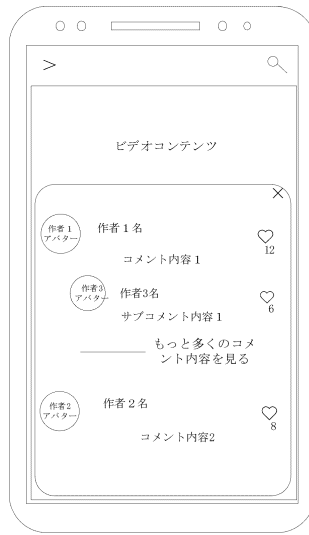 >
ビデオコンテンツ
×
作者１
アバター
作者１名
12
コメント内容１
作者3
アバター
作者3名
6
サブコメント内容１
もっと多くのコメ
ント内容を見る
作者2
アバター
作者２名
8
コメント内容2